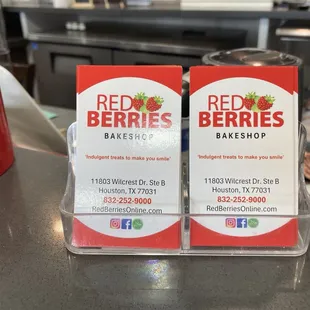 RED
BERRIES
BAKESHOP
'Indulgent treats to make you smile'
11803 Wilcrest Dr. Ste B
Houston, TX 77031
832-252-9000
RedBerriesOnline.com
RED
BERRIES
BAKESHOP
'Indulgent treats to make you smile'
11803 Wilcrest Dr. Ste B
Houston, TX 77031
832-252-9000
RedBerriesOnline.com